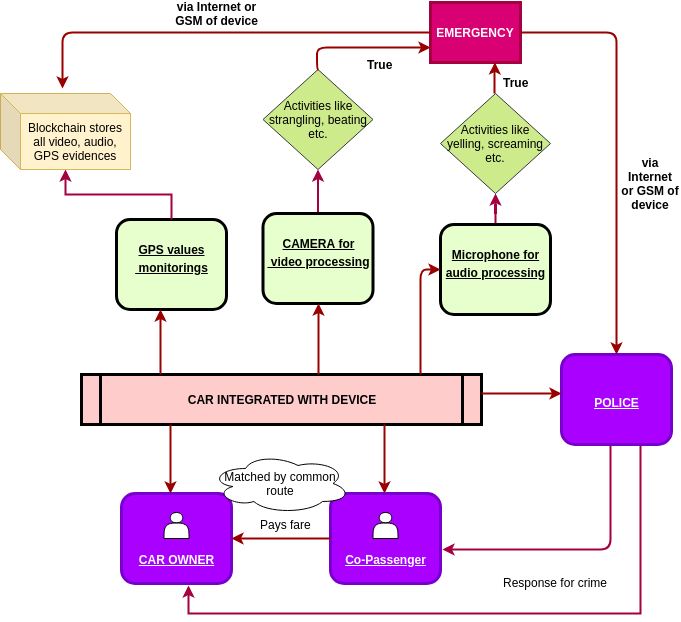 via Internet or
GSM of device
EMERGENCY
True
True
Activities like
strangling, beating
etc.
Activities like
yelling, screaming
etc.
Blockchain stores
all video, audio,
GPS evidences
via
Internet
or GSM of
device
GPS values
monitorings
CAMERA for
video processing
Microphone for
audio processing
CAR INTEGRATED WITH DEVICE
POLICE
Matched by common
route
Pays fare
CAR OWNER
Co-Passenger
Response for crime